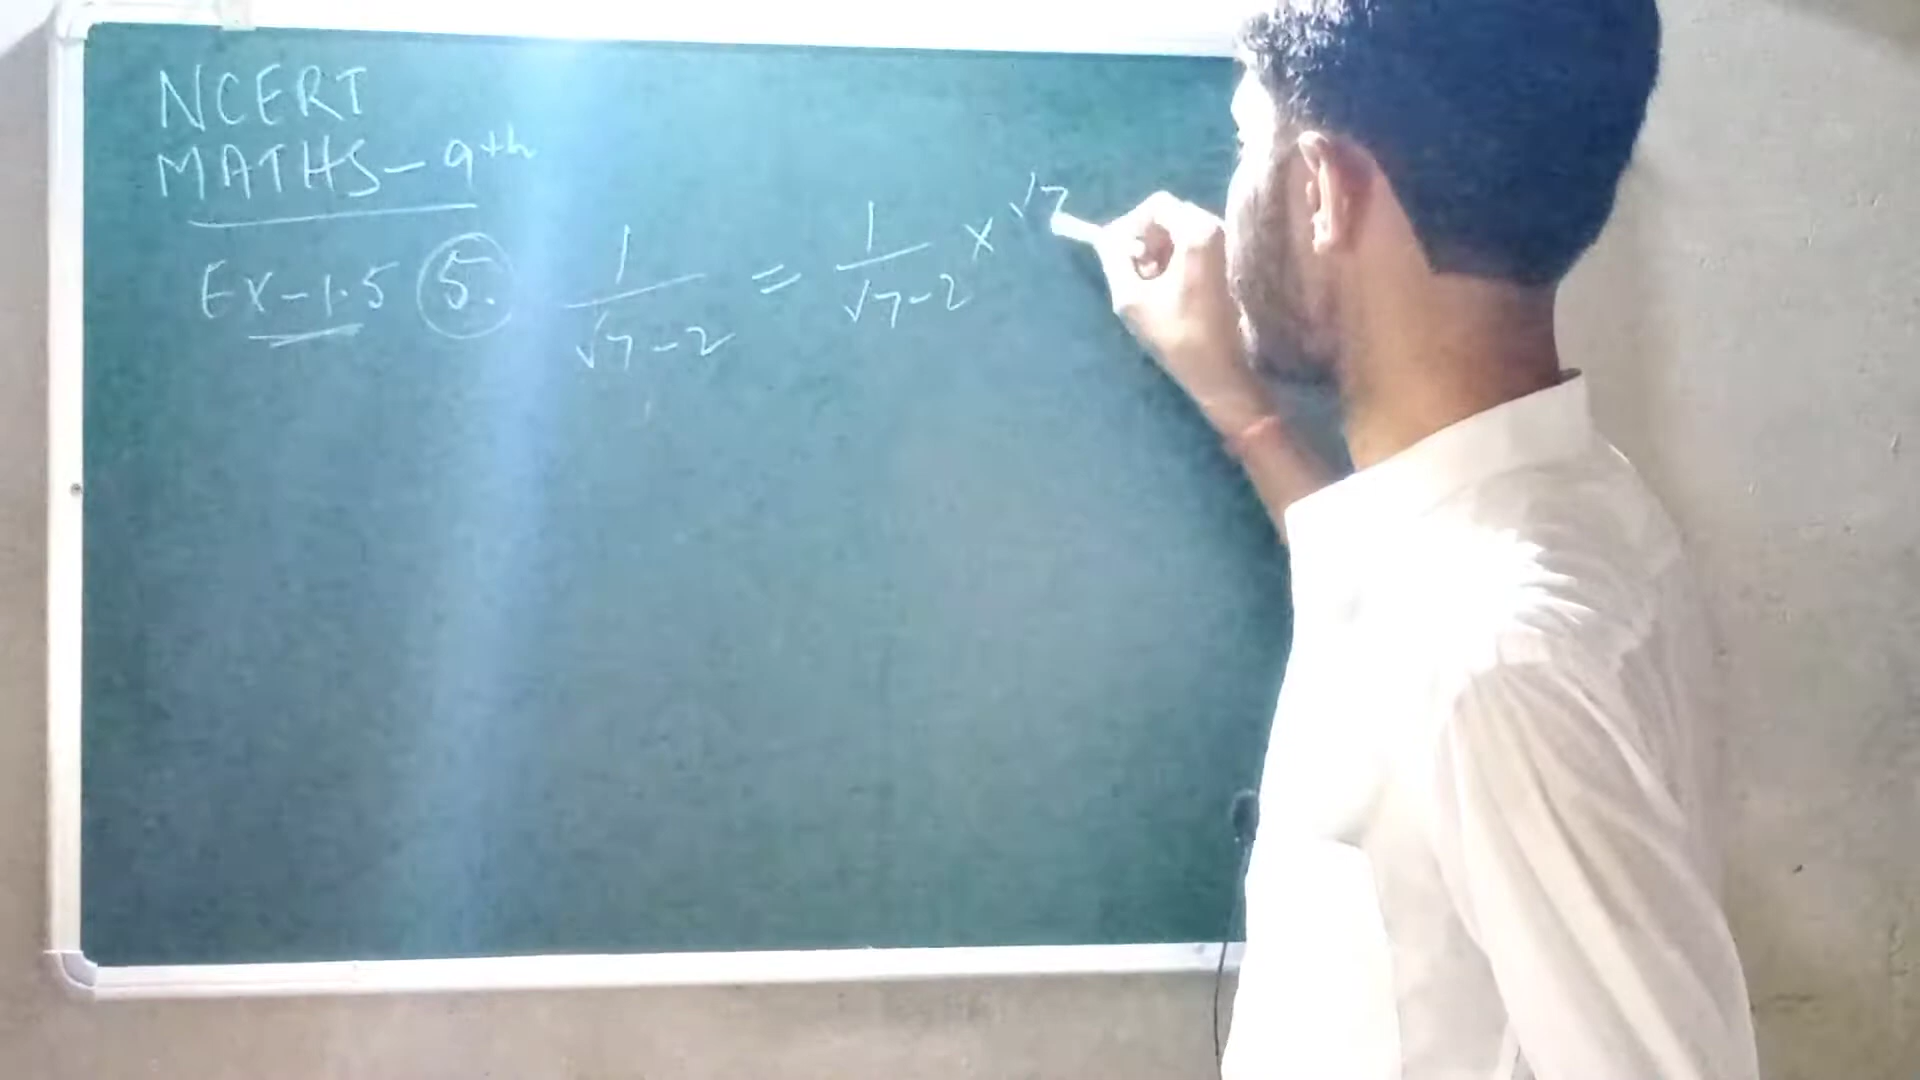 NCERT
MATHS-9th
Ex-1.5 5. 1/√7-2 = 1/√7-2 × √7